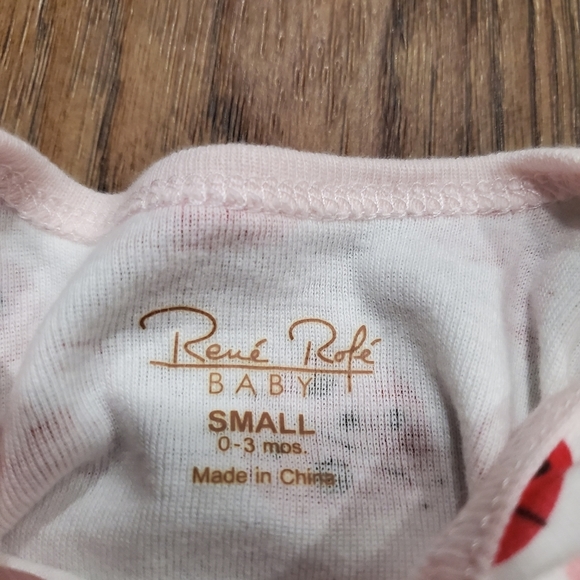 René Rofé
BABY
SMALL
0-3 mos.
Made in China